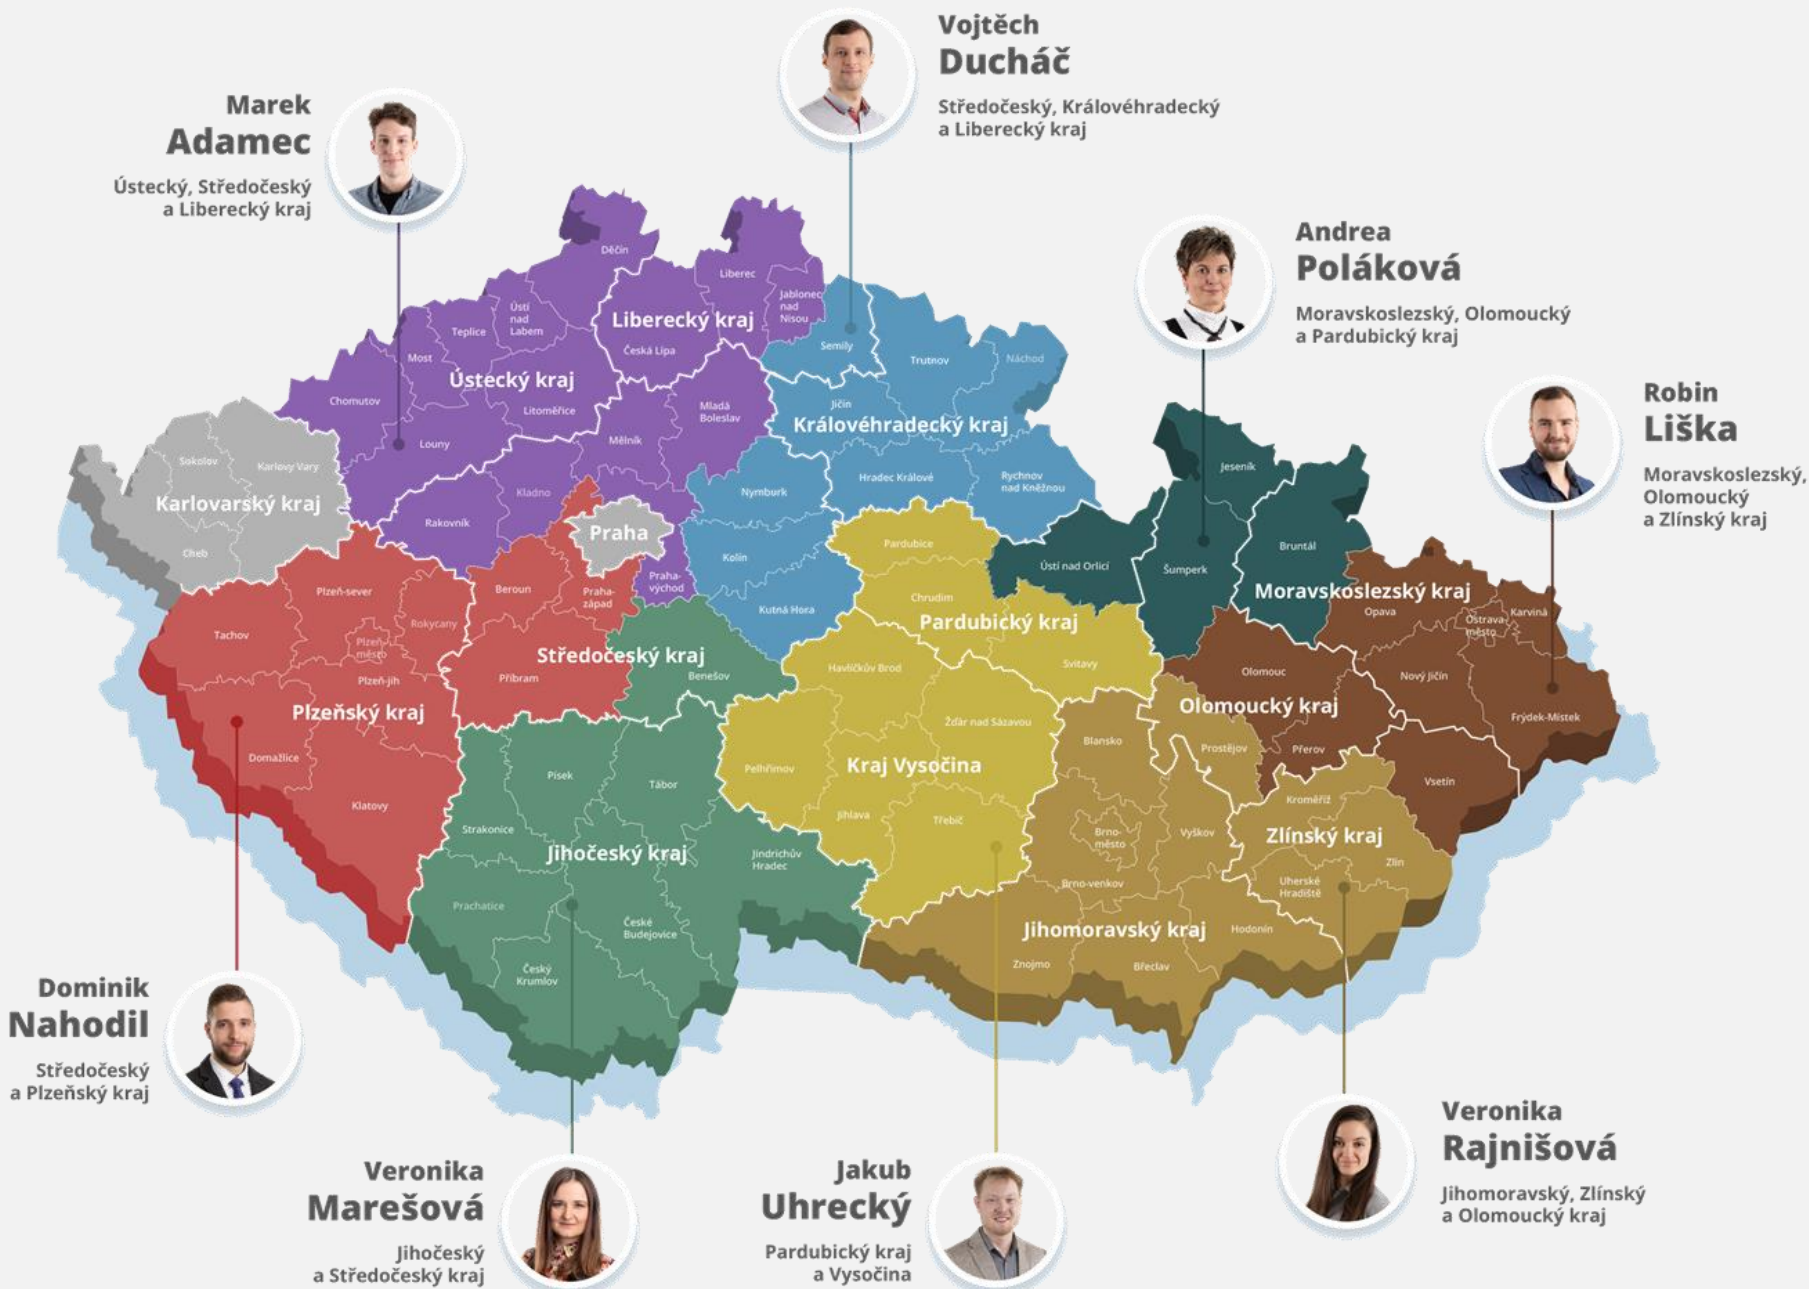 Vojtěch
Ducháč
Středočeský, Královéhradecký
a Liberecký kraj
Marek
Adamec
Ústecký, Středočeský
a Liberecký kraj
Andrea
Poláková
Moravskoslezský, Olomoucký
a Pardubický kraj
Robin
Liška
Moravskoslezský,
Olomoucký
a Zlínský kraj
Děčín
Liberec
Jablonec
nad
Nisou
Ústí
nad
Labem
Teplice
Liberecký kraj
Česká Lípa
Most
Ústecký kraj
Chomutov
Litoměřice
Louny
Semily
Trutnov
Náchod
Jičín
Královéhradecký kraj
Mladá
Boleslav
Mělník
Sokolov
Karlovy Vary
Karlovarský kraj
Cheb
Kladno
Rakovník
Praha
Nymburk
Hradec Králové
Rychnov
nad Kněžnou
Jeseník
Kolín
Pardubice
Ústí nad Orlicí
Šumperk
Bruntál
Moravskoslezský kraj
Opava
Ostrava-
město
Karviná
Plzeň-sever
Beroun
Praha-
západ
Praha-
východ
Kutná Hora
Chrudim
Pardubický kraj
Tachov
Rokycany
Plzeň-
město
Plzeň-jih
Středočeský kraj
Příbram
Benešov
Havlíčkův Brod
Svitavy
Olomouc
Nový Jičín
Plzeňský kraj
Olomoucký kraj
Frýdek-Místek
Žďár nad Sázavou
Blansko
Prostějov
Přerov
Domažlice
Písek
Tábor
Pelhřimov
Kraj Vysočina
Vsetín
Klatovy
Strakonice
Jihlava
Třebíč
Brno-
město
Vyškov
Kroměříž
Zlínský kraj
Jihočeský kraj
Jindrichův
Hradec
Zlín
Brno-venkov
Uherské
Hradiště
Prachatice
České
Budejovice
Jihomoravský kraj
Hodonín
Český
Krumlov
Znojmo
Břeclav
Dominik
Nahodil
Středočeský
a Plzeňský kraj
Veronika
Marešová
Jihočeský
a Středočeský kraj
Jakub
Uhrecký
Pardubický kraj
a Vysočina
Veronika
Rajnišová
Jihomoravský, Zlínský
a Olomoucký kraj